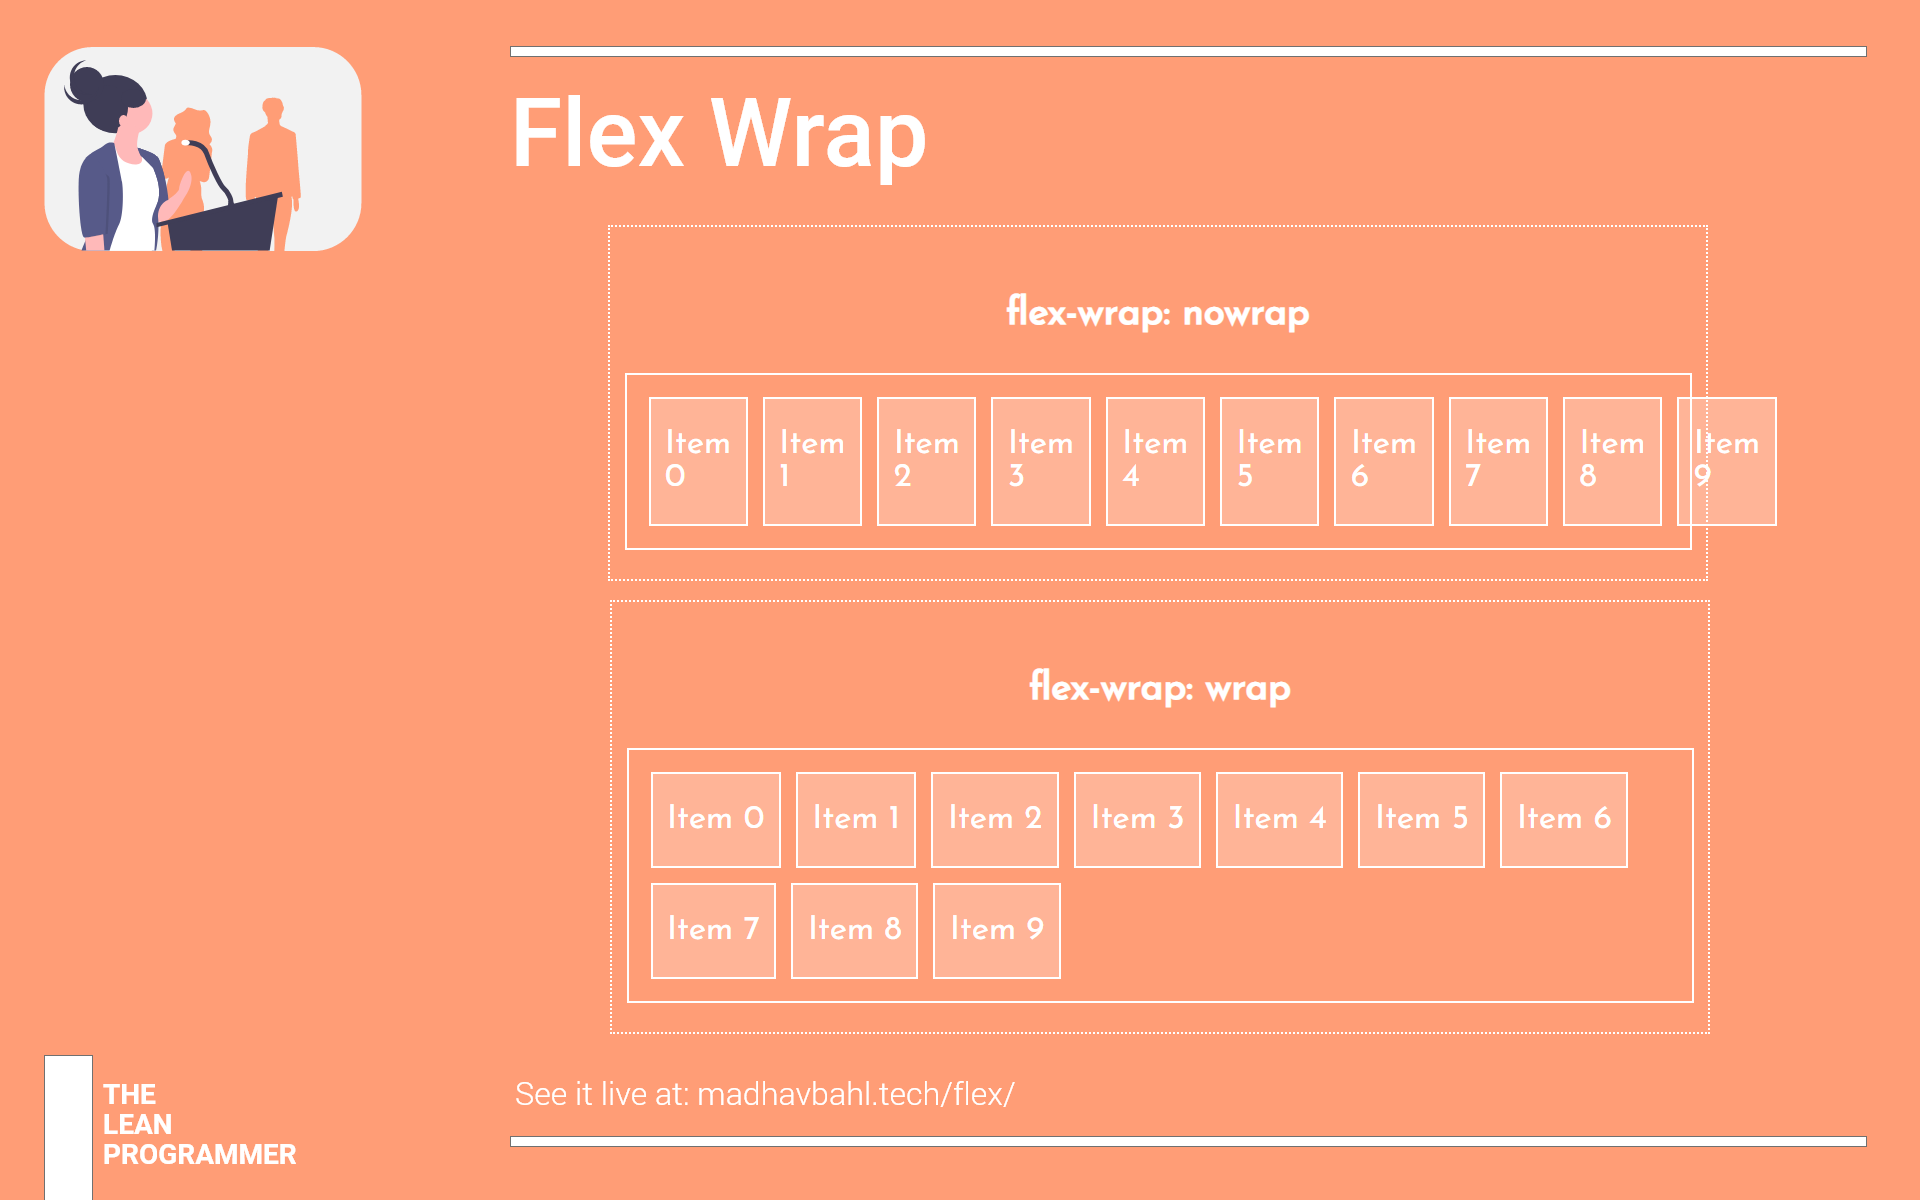 Flex Wrap
flex-wrap: nowrap
Item Item Item Item Item Item Item Item Item Item
0 1 2 3 4 5 6 7 8 9
flex-wrap: wrap
Item 0 Item 1 Item 2 Item 3 Item 4 Item 5 Item 6
Item 7 Item 8 Item 9
See it live at: madhavbahl.tech/flex/
THE
LEAN
PROGRAMMER